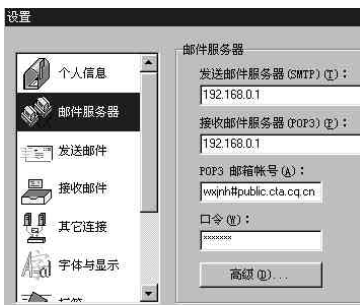 设置
个人信息
邮件服务器
发送邮件
接收邮件
其它连接
字体与显示
标签
邮件服务器
发送邮件服务器(SMTP)(T):
192.168.0.1
接收邮件服务器(POP3)(P):
192.168.0.1
POP3 邮箱帐号(A):
wxjnh#public.cta.cq.cn
口令(W):
×××××××
高级(D)...